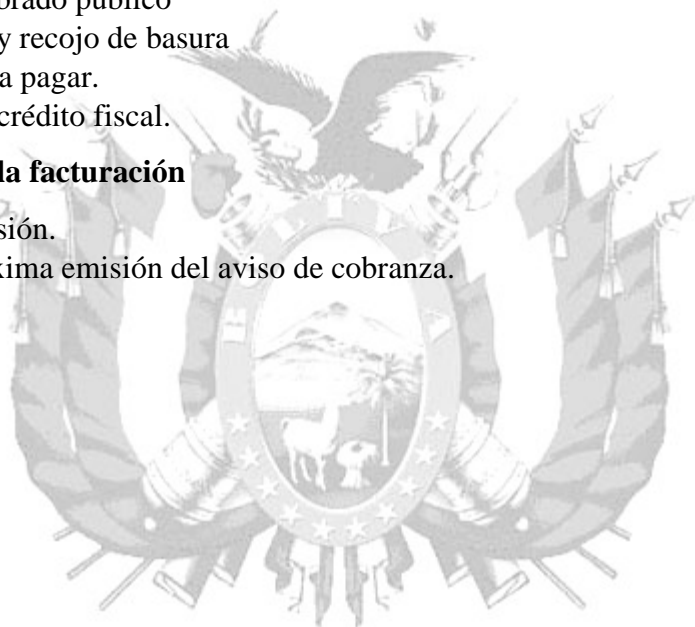 brado público
y recojo de basura
a pagar.
crédito fiscal.
la facturación
sión.
xima emisión del aviso de cobranza.